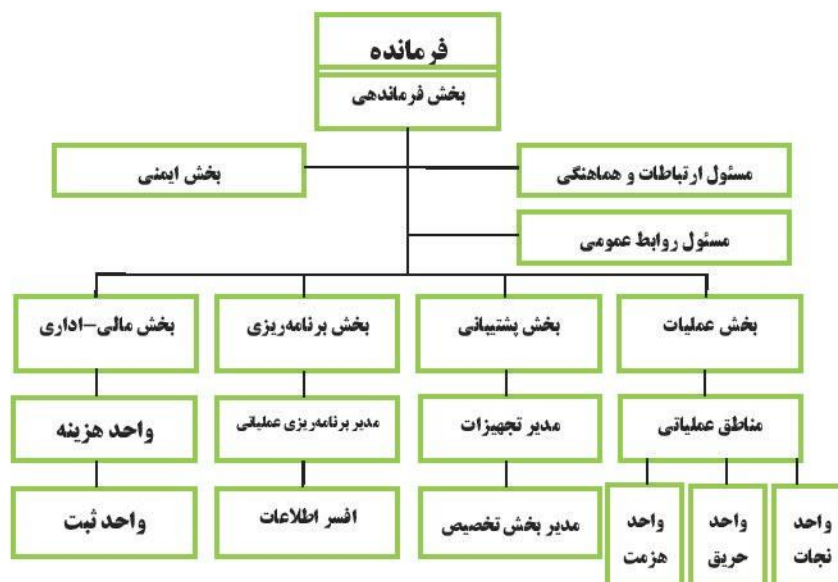 فرمانده
بخش فرماندهی
مسئول ارتباطات و هماهنگی
بخش ایمنی
مسئول روابط عمومی
بخش عملیات
بخش پشتیبانی
بخش برنامه‌ریزی
بخش مالی-اداری
مناطق عملیاتی
مدیر تجهیزات
مدیر برنامه‌ریزی عملیاتی
واحد هزینه
واحد
نجات
واحد
حریق
واحد
هزمت
مدیر بخش تخصیص
افسر اطلاعات
واحد ثبت